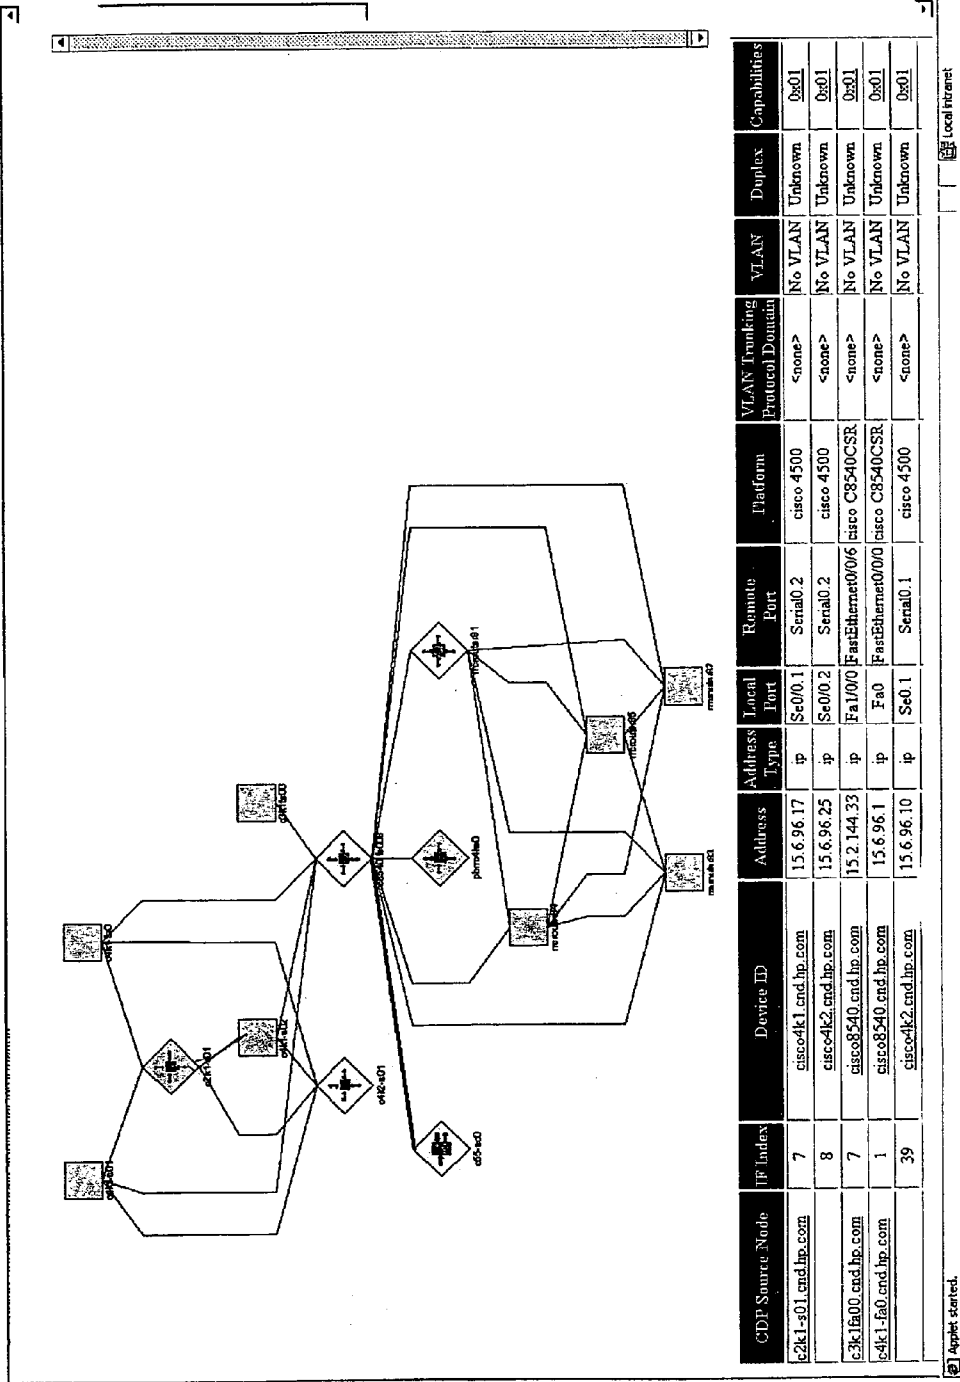 c55-sc0
c4k2-s01
c2k1-s01
CDP Source Node | IF Index | Device ID | Address | Address Type | Local Port | Remote Port | Platform | VLAN Trunking Protocol Domain | VLAN | Duplex | Capabilities
c2k1-s01.cnd.hp.com | 7 | cisco4k1.cnd.hp.com | 15.6.96.17 | ip | Se0/0.1 | Serial0.2 | cisco 4500 | <none> | No VLAN | Unknown | 0x01
8 | cisco4k2.cnd.hp.com | 15.6.96.25 | ip | Se0/0.2 | Serial0.2 | cisco 4500 | <none> | No VLAN | Unknown | 0x01
c3k1fa00.cnd.hp.com | 7 | cisco8540.cnd.hp.com | 15.2.144.33 | ip | Fa1/0/0 | FastEthernet0/0/6 | cisco C8540CSR | <none> | No VLAN | Unknown | 0x01
c4k1-fa0.cnd.hp.com | 1 | cisco8540.cnd.hp.com | 15.6.96.1 | ip | Fa0 | FastEthernet0/0/0 | cisco C8540CSR | <none> | No VLAN | Unknown | 0x01
39 | cisco4k2.cnd.hp.com | 15.6.96.10 | ip | Se0.1 | Serial0.1 | cisco 4500 | <none> | No VLAN | Unknown | 0x01
Applet started.
Local intranet